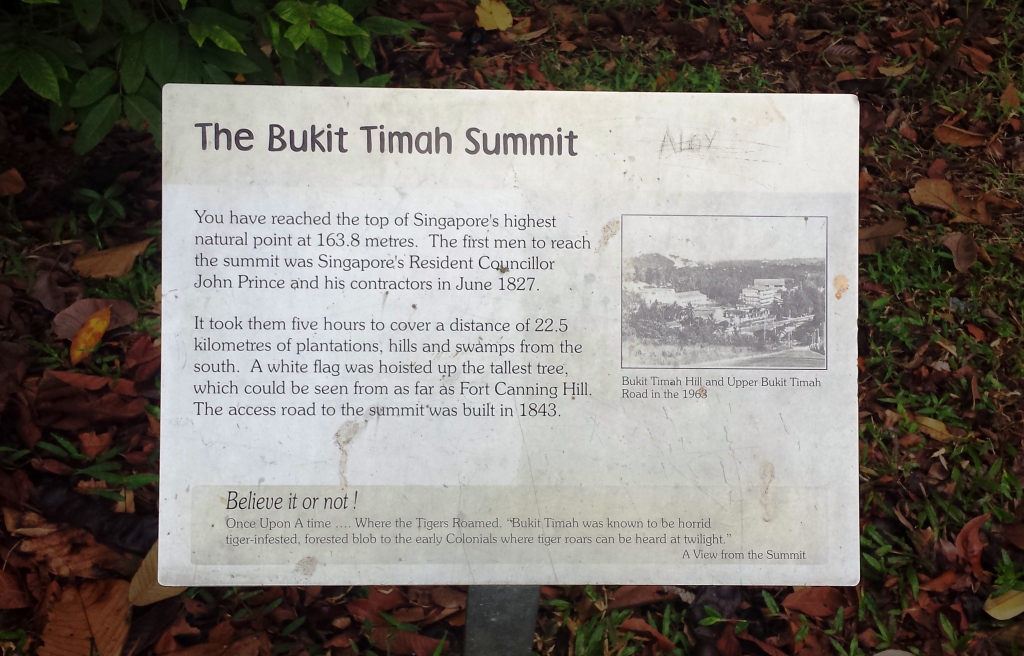 The Bukit Timah Summit
ALOY
You have reached the top of Singapore's highest
natural point at 163.8 metres. The first men to reach
the summit was Singapore's Resident Councillor
John Prince and his contractors in June 1827.
It took them five hours to cover a distance of 22.5
kilometres of plantations, hills and swamps from the
south. A white flag was hoisted up the tallest tree,
which could be seen from as far as Fort Canning Hill.
The access road to the summit was built in 1843.
Bukit Timah Hill and Upper Bukit Timah
Road in the 1963
Believe it or not !
Once Upon A time .... Where the Tigers Roamed, “Bukit Timah was known to be horrid
tiger-infested, forested blob to the early Colonials where tiger roars can be heard at twilight.”
A View from the Summit